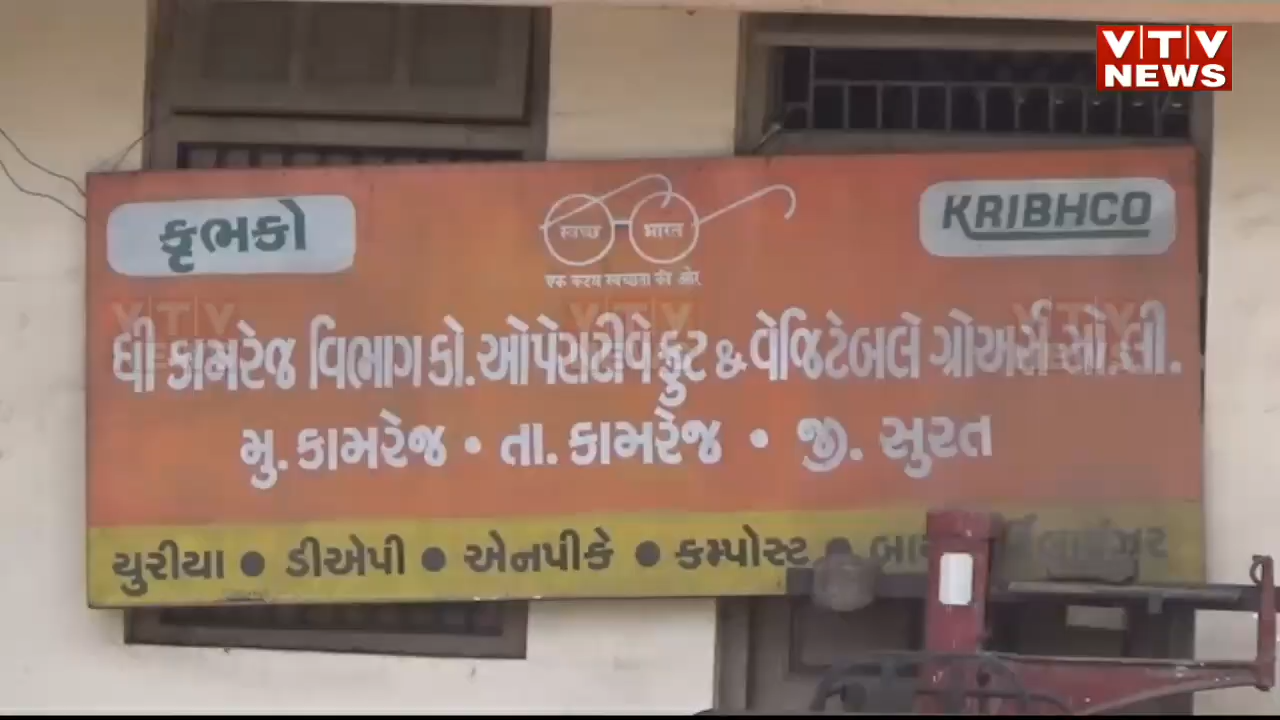 VTV
NEWS
કૃભકો
स्वच्छ भारत
एक कदम स्वच्छता की ओर
KRIBHCO
ધી કામરેજ વિભાગ કો.ઓપેરાટીવે ફ્રુટ & વેજિટેબલે ગ્રોઅર્સ સો.લી.
મુ. કામરેજ • તા. કામરેજ • જી. સુરત
યુરીયા ● ડીએપી ● એનપીકે ● કમ્પોસ્ટ ●